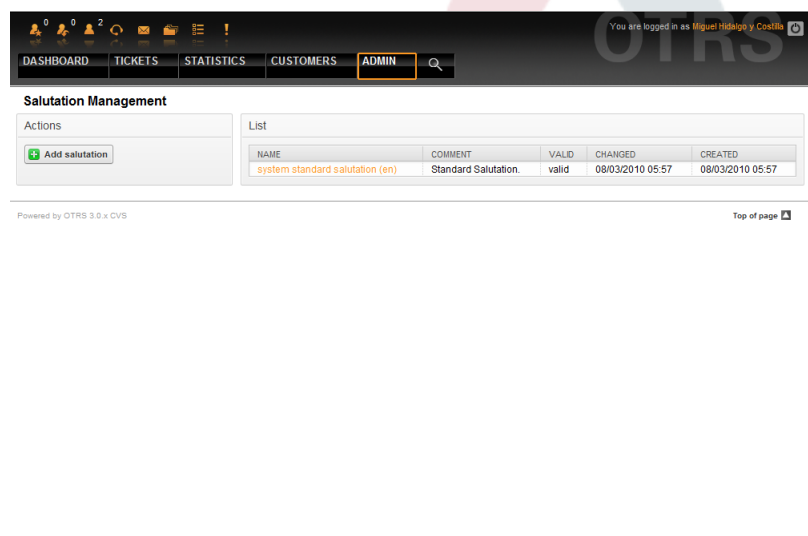 0 0 2
You are logged in as Miguel Hidalgo y Costilla
OTRS
DASHBOARD TICKETS STATISTICS CUSTOMERS ADMIN
Salutation Management
Actions
Add salutation
List
NAME COMMENT VALID CHANGED CREATED
system standard salutation (en) Standard Salutation. valid 08/03/2010 05:57 08/03/2010 05:57
Powered by OTRS 3.0.x CVS
Top of page